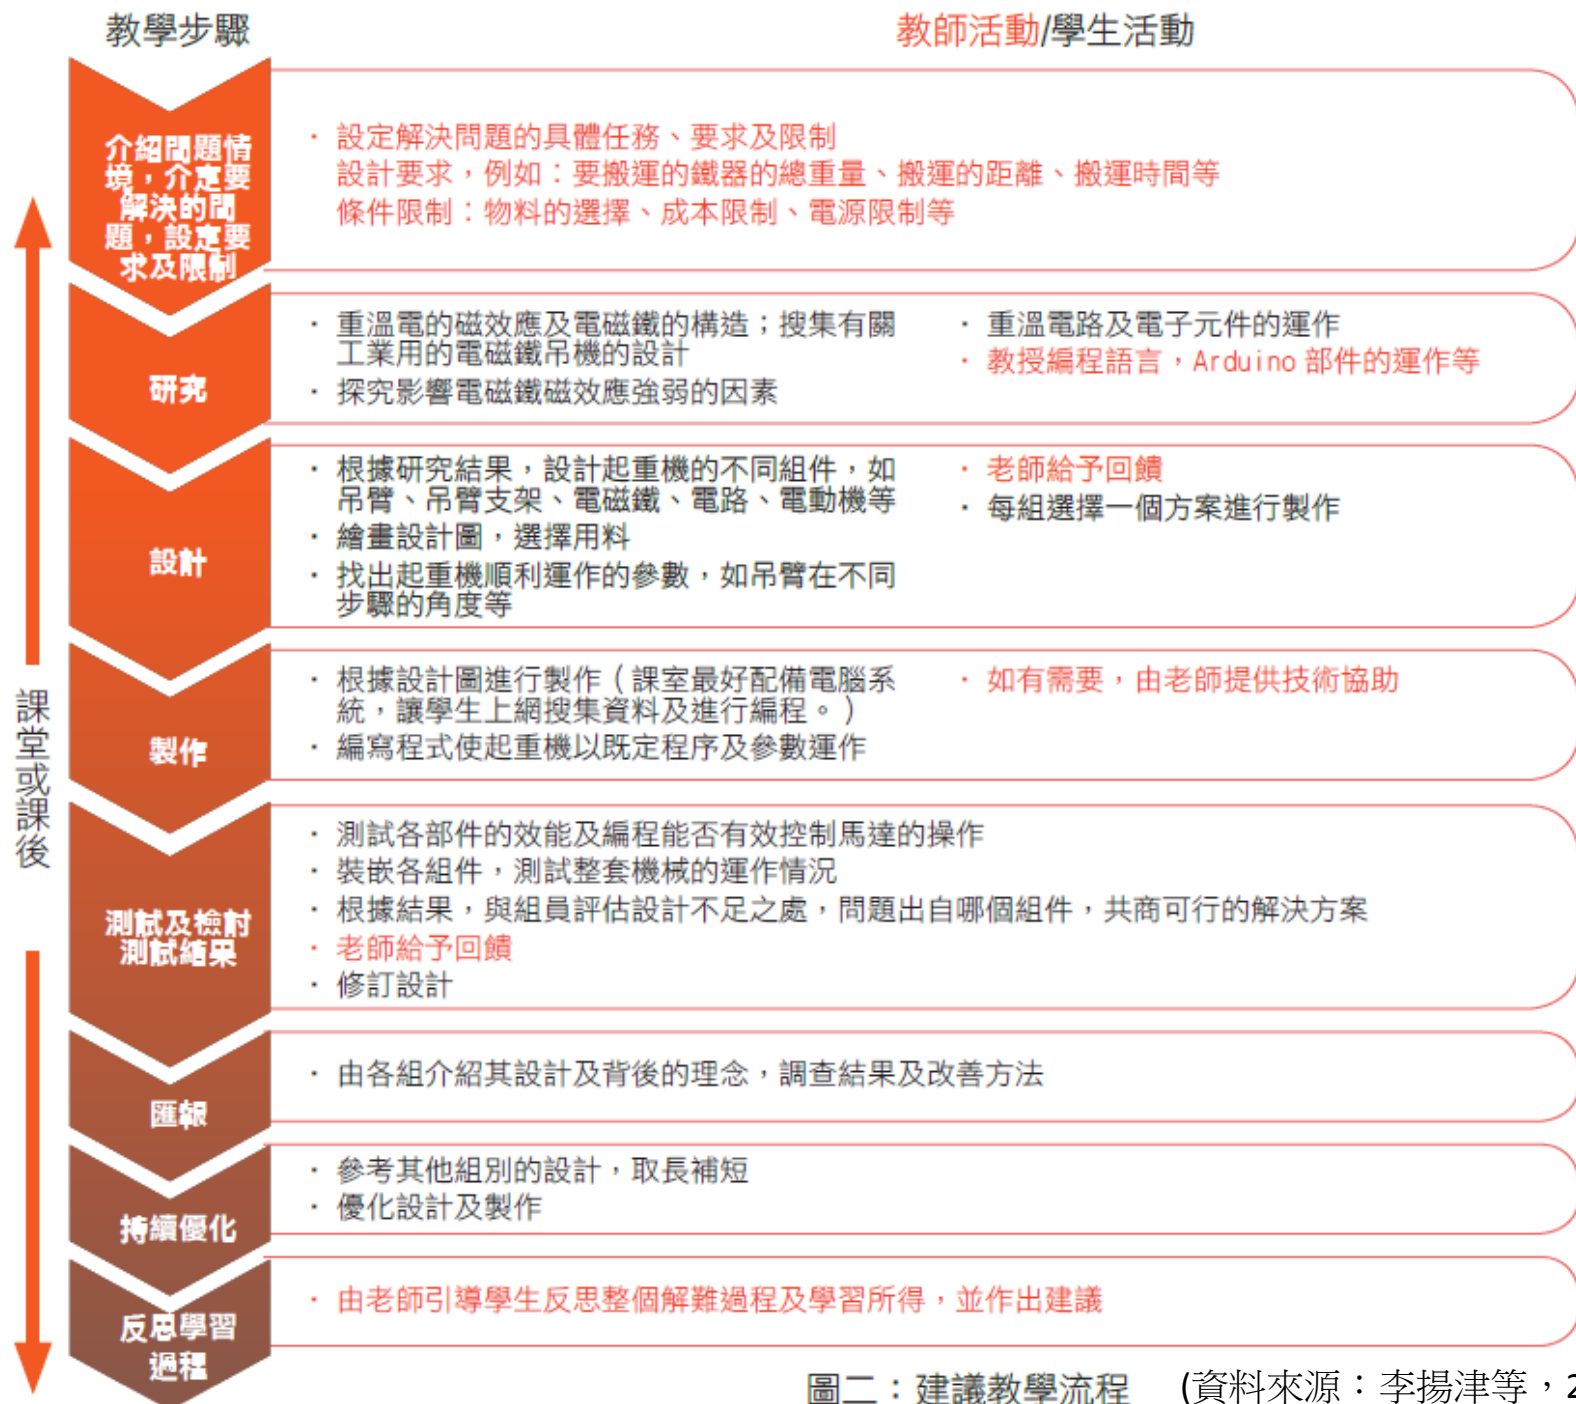 教學步驟
教師活動/學生活動
課堂或課後
介紹問題情
境，介定要
解決的問
題，設定要
求及限制
· 設定解決問題的具體任務、要求及限制
設計要求，例如：要搬運的鐵器的總重量、搬運的距離、搬運時間等
條件限制：物料的選擇、成本限制、電源限制等
研究
· 重溫電的磁效應及電磁鐵的構造；搜集有關
工業用的電磁鐵吊機的設計
· 探究影響電磁鐵磁效應強弱的因素
· 重溫電路及電子元件的運作
· 教授編程語言，Arduino 部件的運作等
設計
· 根據研究結果，設計起重機的不同組件，如
吊臂、吊臂支架、電磁鐵、電路、電動機等
· 繪畫設計圖，選擇用料
· 找出起重機順利運作的參數，如吊臂在不同
步驟的角度等
· 老師給予回饋
· 每組選擇一個方案進行製作
製作
· 根據設計圖進行製作（課室最好配備電腦系
統，讓學生上網搜集資料及進行編程。）
· 編寫程式使起重機以既定程序及參數運作
· 如有需要，由老師提供技術協助
測試及檢討
測試結果
· 測試各部件的效能及編程能否有效控制馬達的操作
· 裝嵌各組件，測試整套機械的運作情況
· 根據結果，與組員評估設計不足之處，問題出自哪個組件，共商可行的解決方案
· 老師給予回饋
· 修訂設計
匯報
· 由各組介紹其設計及背後的理念，調查結果及改善方法
持續優化
· 參考其他組別的設計，取長補短
· 優化設計及製作
反思學習
過程
· 由老師引導學生反思整個解難過程及學習所得，並作出建議
圖二：建議教學流程 (資料來源：李揚津等，2